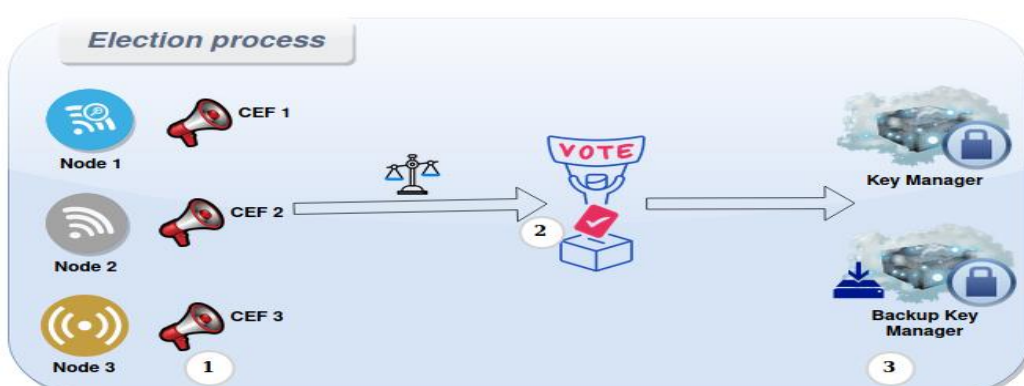 Election process
CEF 1
Node 1
VOTE
Key Manager
CEF 2
2
Node 2
CEF 3
Backup Key
Manager
Node 3
1
3